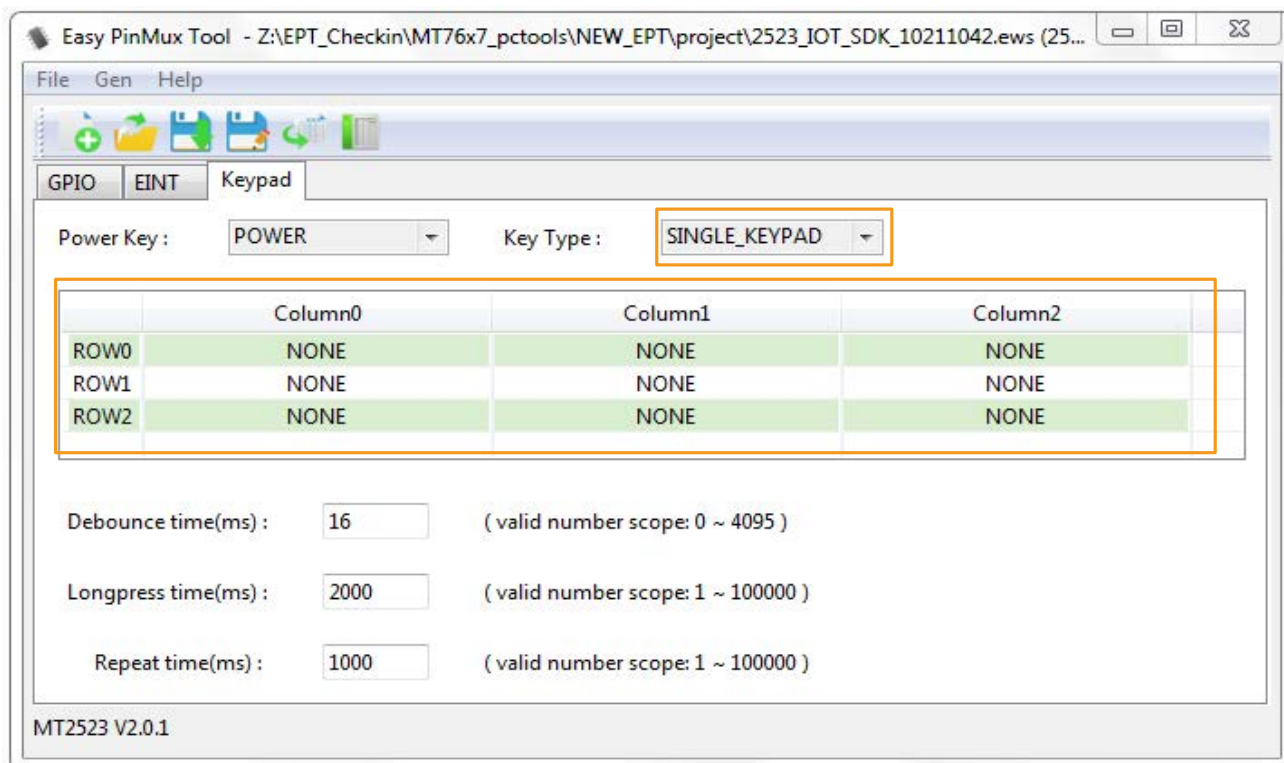 Easy PinMux Tool - Z:\EPT_Checkin\MT76x7_pctools\NEW_EPT\project\2523_IOT_SDK_10211042.ews (25...
File Gen Help
GPIO EINT Keypad
Power Key : POWER Key Type : SINGLE_KEYPAD
Column0 Column1 Column2
ROW0 NONE NONE NONE
ROW1 NONE NONE NONE
ROW2 NONE NONE NONE
Debounce time(ms) : 16 ( valid number scope: 0 ~ 4095 )
Longpress time(ms) : 2000 ( valid number scope: 1 ~ 100000 )
Repeat time(ms) : 1000 ( valid number scope: 1 ~ 100000 )
MT2523 V2.0.1